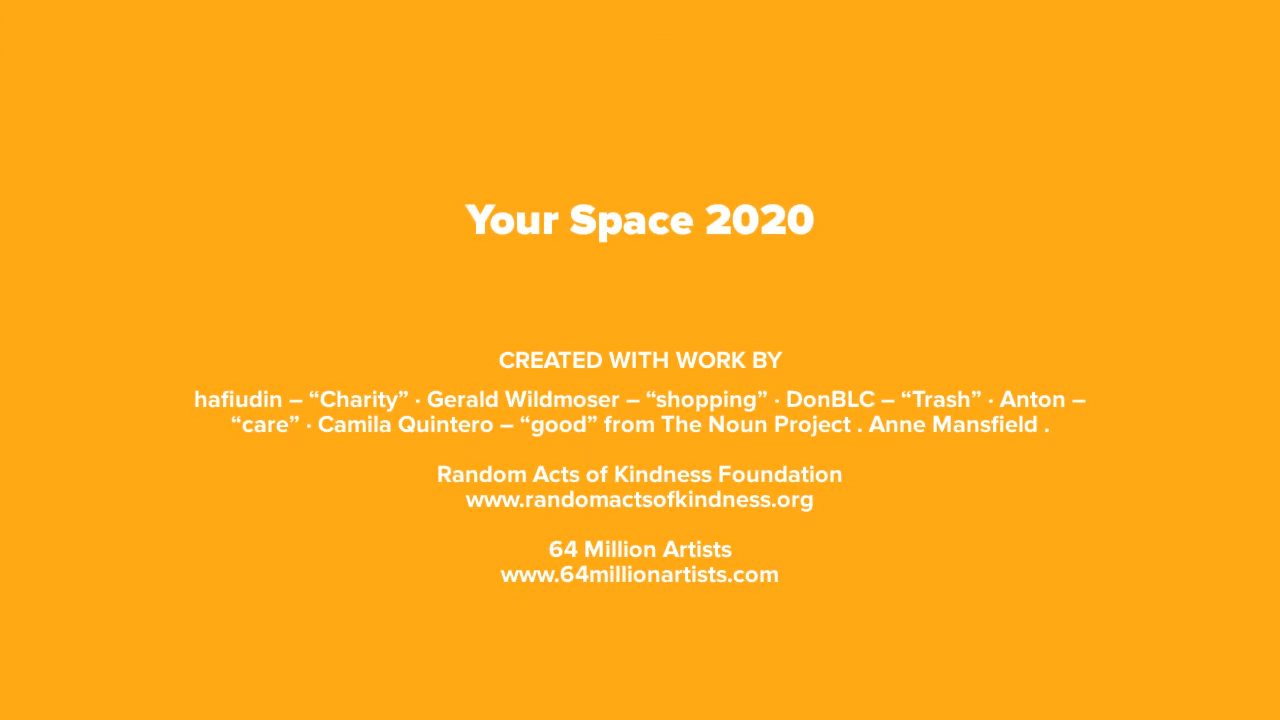 Your Space 2020
CREATED WITH WORK BY
hafiudin – “Charity” · Gerald Wildmoser – “shopping” · DonBLC – “Trash” · Anton –
“care” · Camila Quintero – “good” from The Noun Project . Anne Mansfield .
Random Acts of Kindness Foundation
www.randomactsofkindness.org
64 Million Artists
www.64millionartists.com